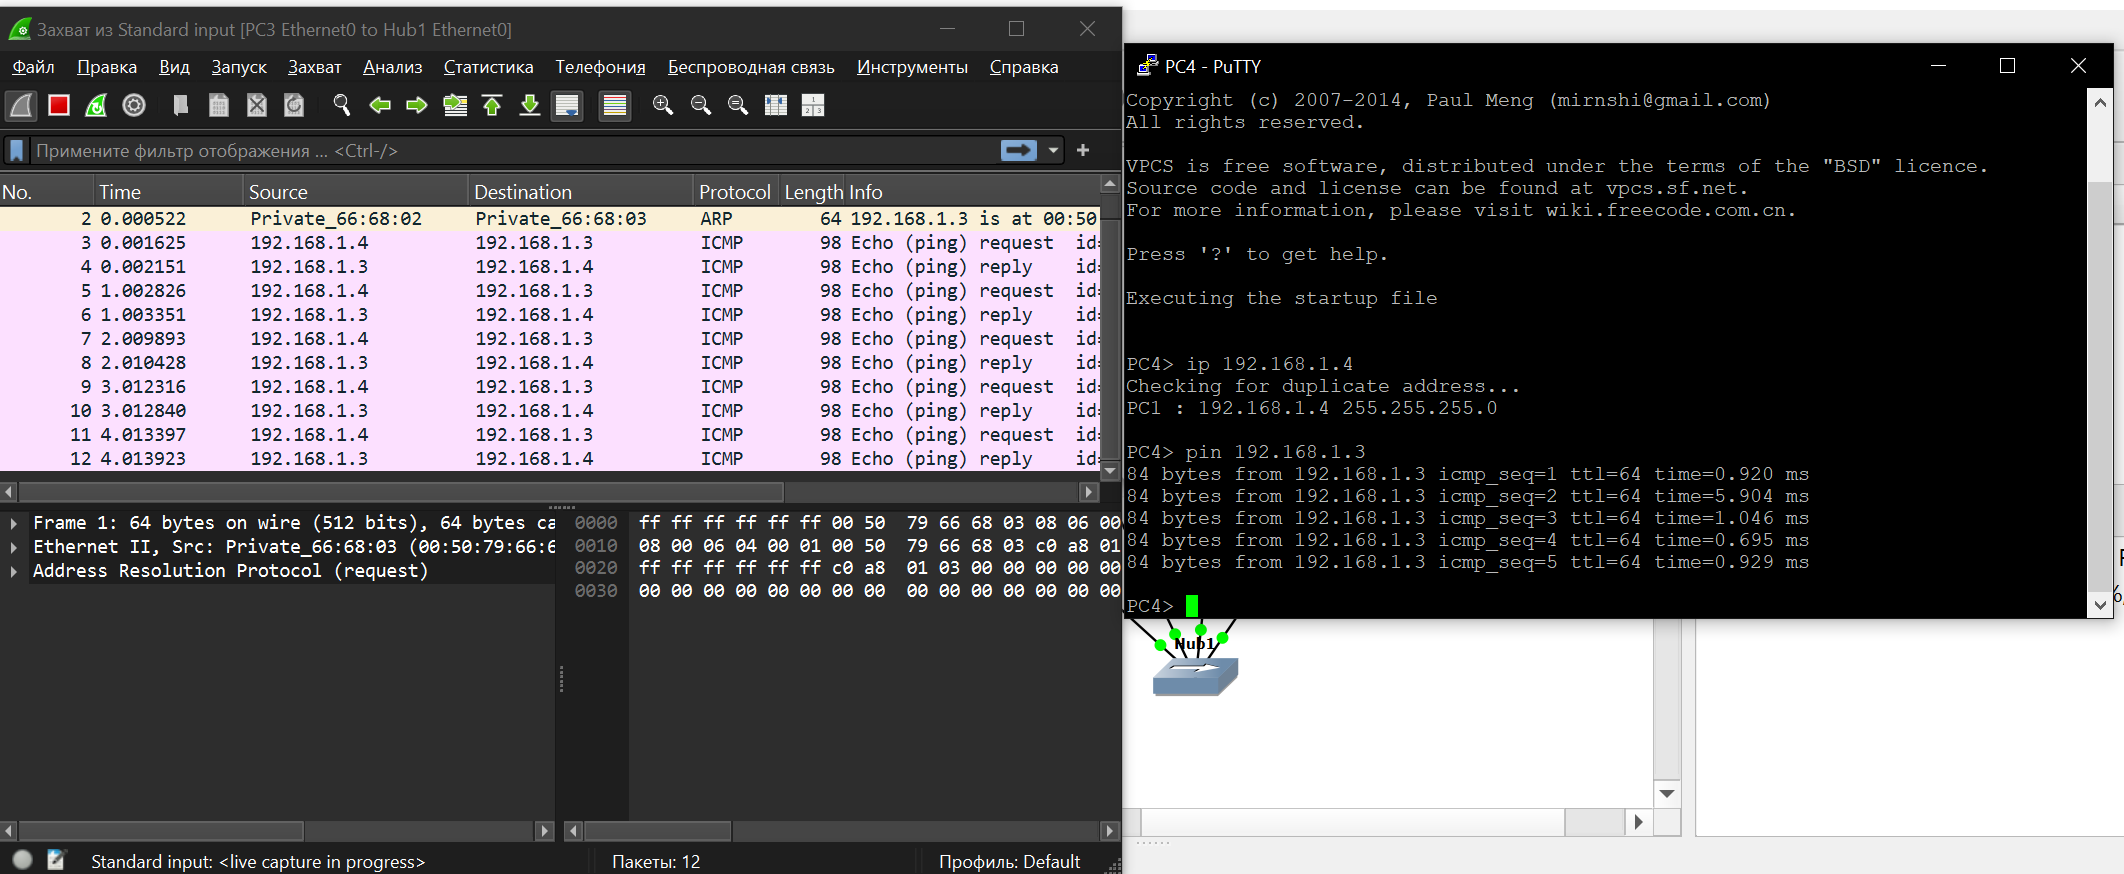 Захват из Standard input [PC3 Ethernet0 to Hub1 Ethernet0]
Файл Правка Вид Запуск Захват Анализ Статистика Телефония Беспроводная связь Инструменты Справка
Примените фильтр отображения ... <Ctrl-/>
No. Time Source Destination Protocol Length Info
2 0.000522 Private_66:68:02 Private_66:68:03 ARP 64 192.168.1.3 is at 00:50
3 0.001625 192.168.1.4 192.168.1.3 ICMP 98 Echo (ping) request id=
4 0.002151 192.168.1.3 192.168.1.4 ICMP 98 Echo (ping) reply id=
5 1.002826 192.168.1.4 192.168.1.3 ICMP 98 Echo (ping) request id=
6 1.003351 192.168.1.3 192.168.1.4 ICMP 98 Echo (ping) reply id=
7 2.009893 192.168.1.4 192.168.1.3 ICMP 98 Echo (ping) request id=
8 2.010428 192.168.1.3 192.168.1.4 ICMP 98 Echo (ping) reply id=
9 3.012316 192.168.1.4 192.168.1.3 ICMP 98 Echo (ping) request id=
10 3.012840 192.168.1.3 192.168.1.4 ICMP 98 Echo (ping) reply id=
11 4.013397 192.168.1.4 192.168.1.3 ICMP 98 Echo (ping) request id=
12 4.013923 192.168.1.3 192.168.1.4 ICMP 98 Echo (ping) reply id=
Frame 1: 64 bytes on wire (512 bits), 64 bytes ca
Ethernet II, Src: Private_66:68:03 (00:50:79:66:6
Address Resolution Protocol (request)
0000 ff ff ff ff ff ff 00 50 79 66 68 03 08 06 00
0010 08 00 06 04 00 01 00 50 79 66 68 03 c0 a8 01
0020 ff ff ff ff ff ff c0 a8 01 03 00 00 00 00 00
0030 00 00 00 00 00 00 00 00 00 00 00 00 00 00 00
Standard input: <live capture in progress> Пакеты: 12 Профиль: Default
PC4 - PuTTY
Copyright (c) 2007-2014, Paul Meng (mirnshi@gmail.com)
All rights reserved.
VPCS is free software, distributed under the terms of the "BSD" licence.
Source code and license can be found at vpcs.sf.net.
For more information, please visit wiki.freecode.com.cn.
Press '?' to get help.
Executing the startup file
PC4> ip 192.168.1.4
Checking for duplicate address...
PC1 : 192.168.1.4 255.255.255.0
PC4> pin 192.168.1.3
84 bytes from 192.168.1.3 icmp_seq=1 ttl=64 time=0.920 ms
84 bytes from 192.168.1.3 icmp_seq=2 ttl=64 time=5.904 ms
84 bytes from 192.168.1.3 icmp_seq=3 ttl=64 time=1.046 ms
84 bytes from 192.168.1.3 icmp_seq=4 ttl=64 time=0.695 ms
84 bytes from 192.168.1.3 icmp_seq=5 ttl=64 time=0.929 ms
PC4>
Hub1